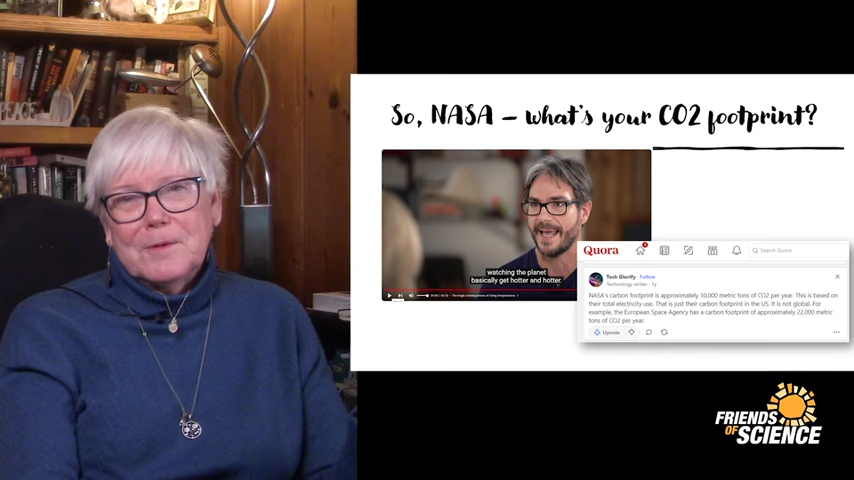 So, NASA – what's your CO2 footprint?
watching the planet
basically get hotter and hotter.
Quora
Search Quora
Tech Glerify · Follow
Technology writer · 1y
NASA's carbon footprint is approximately 10,000 metric tons of CO2 per year. This is based on
their total electricity use. That is just their carbon footprint in the US. It is not global. For
example, the European Space Agency has a carbon footprint of approximately 22,000 metric
tons of CO2 per year.
Upvote
PEACE
FRIENDS
OF
SCIENCE